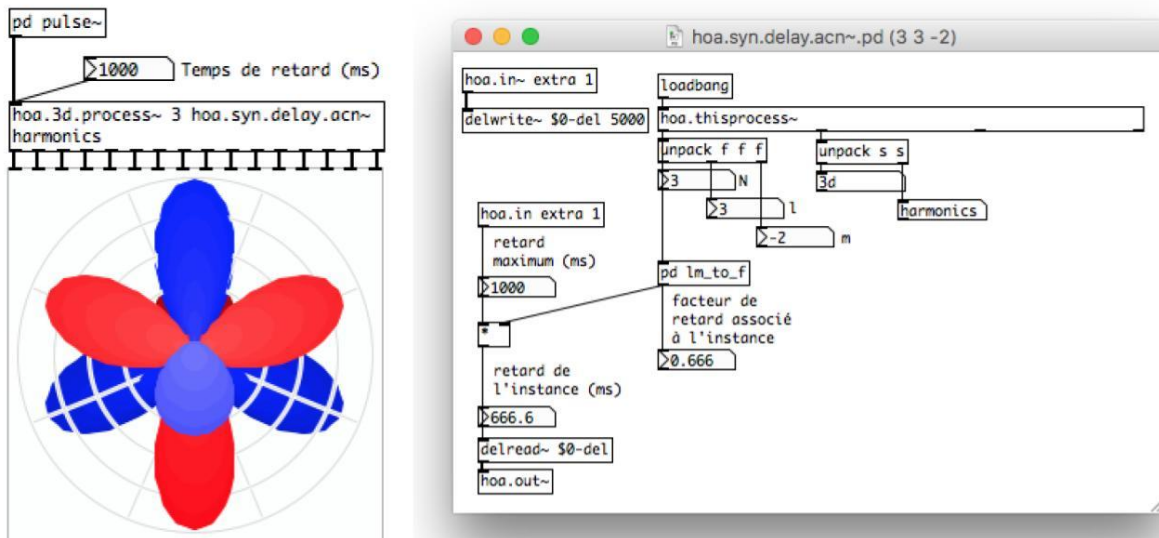 pd pulse~
1000 Temps de retard (ms)
hoa.3d.process~ 3 hoa.syn.delay.acn~
harmonics
hoa.syn.delay.acn~.pd (3 3 -2)
hoa.in~ extra 1
delwrite~ $0-del 5000
loadbang
hoa.thisprocess~
unpack f f f
unpack s s
3 N
3d
3 l
harmonics
-2 m
hoa.in extra 1
retard
maximum (ms)
1000
pd lm_to_f
facteur de
retard associé
à l'instance
0.666
*
retard de
l'instance (ms)
666.6
delread~ $0-del
hoa.out~